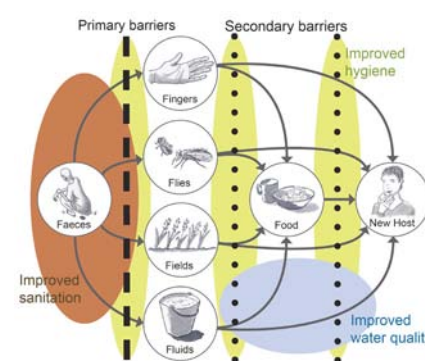 Primary barriers
Secondary barriers
Improved
hygiene
Fingers
Flies
Faeces
Food
New Host
Fields
Improved
sanitation
Fluids
Improved
water qualit